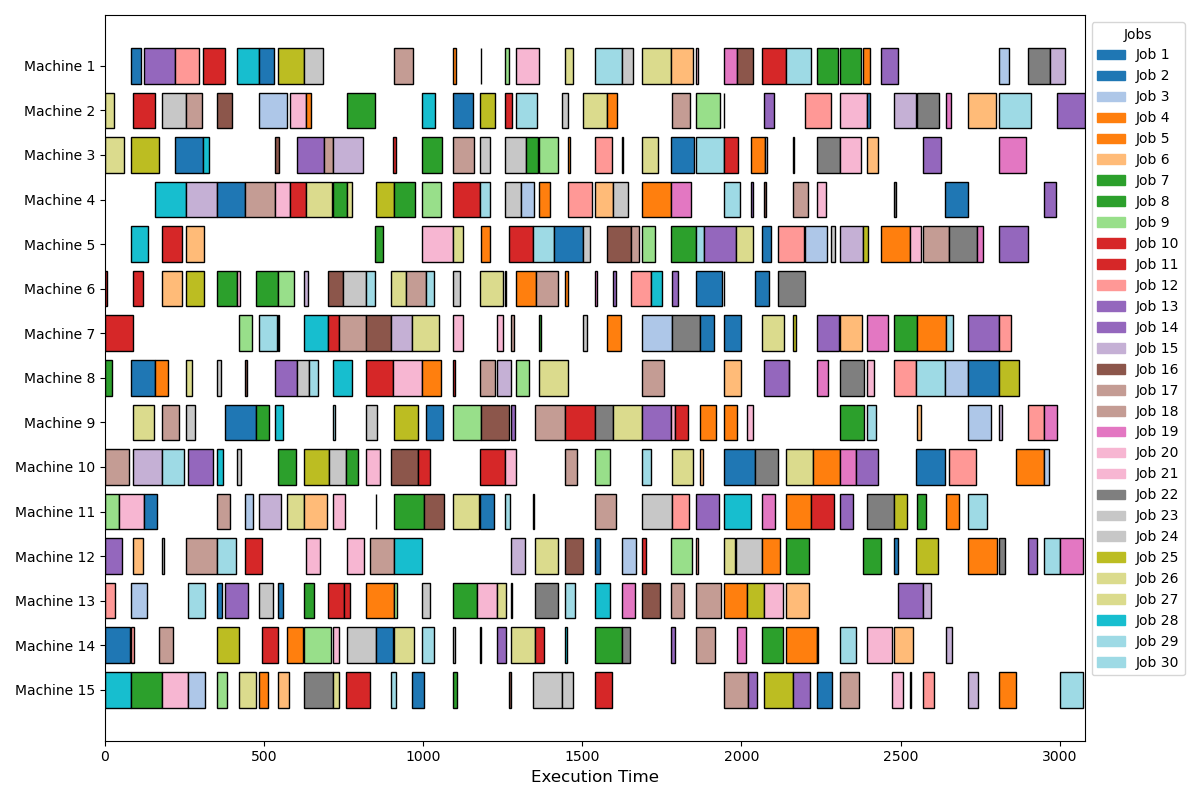 Machine 1
Machine 2
Machine 3
Machine 4
Machine 5
Machine 6
Machine 7
Machine 8
Machine 9
Machine 10
Machine 11
Machine 12
Machine 13
Machine 14
Machine 15
0 500 1000 1500 2000 2500 3000
Execution Time
Jobs
Job 1
Job 2
Job 3
Job 4
Job 5
Job 6
Job 7
Job 8
Job 9
Job 10
Job 11
Job 12
Job 13
Job 14
Job 15
Job 16
Job 17
Job 18
Job 19
Job 20
Job 21
Job 22
Job 23
Job 24
Job 25
Job 26
Job 27
Job 28
Job 29
Job 30